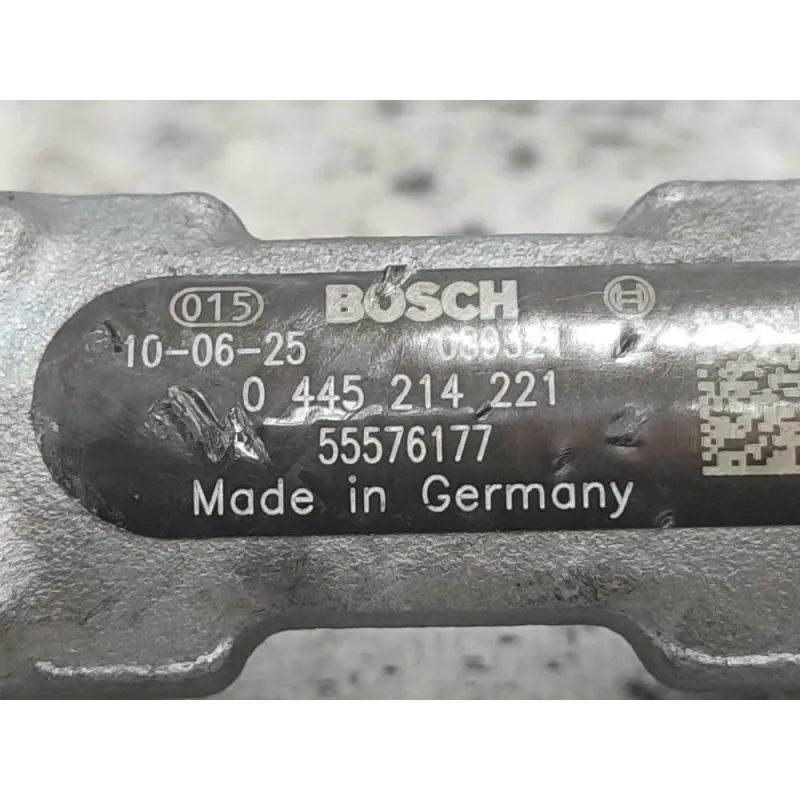 015 BOSCH
10-06-25
0 445 214 221
55576177
Made in Germany